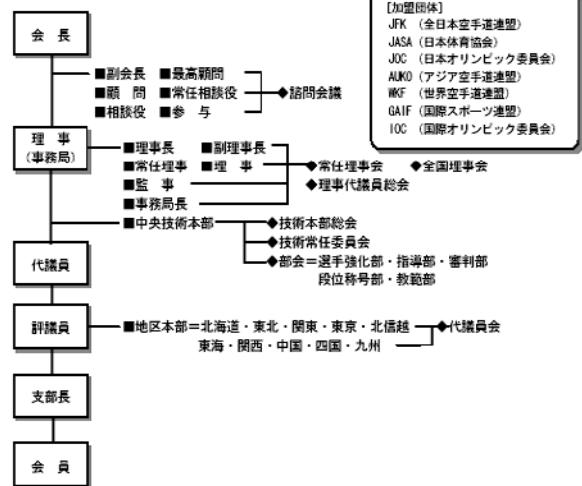 [加盟団体]
JFK （全日本空手道連盟）
JASA（日本体育協会）
JOC （日本オリンピック委員会）
AUKO（アジア空手道連盟）
WKF （世界空手道連盟）
GAIF（国際スポーツ連盟）
IOC （国際オリンピック委員会）
会 長
■副会長 ■最高顧問
■顧 問 ■常任相談役 ◆諮問会議
■相談役 ■参 与
理 事
（事務局）
■理事長 ■副理事長
■常任理事 ■理 事 ◆常任理事会 ◆全国理事会
■監 事 ◆理事代議員総会
■事務局長
■中央技術本部 ◆技術本部総会
◆技術常任委員会
◆部会＝選手強化部・指導部・審判部
段位称号部・教範部
代議員
評議員
■地区本部＝北海道・東北・関東・東京・北信越 ◆代議員会
東海・関西・中国・四国・九州
支部長
会 員